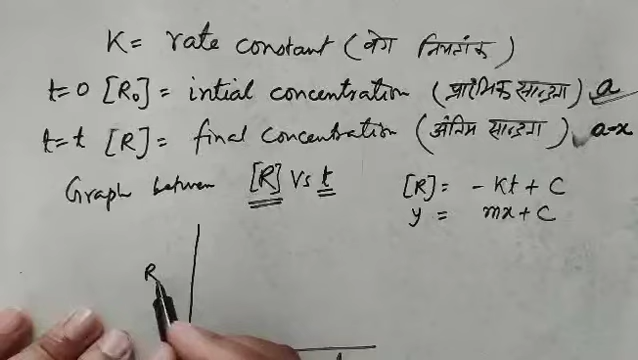 K = rate constant (वेग नियतांक)
t=0 [R₀] = intial concentration (प्रारंभिक सान्द्रता) a
t=t [R] = final concentration (अंतिम सान्द्रता) a-x
Graph between [R] Vs t
[R] = -Kt + C
y = mx + C
R